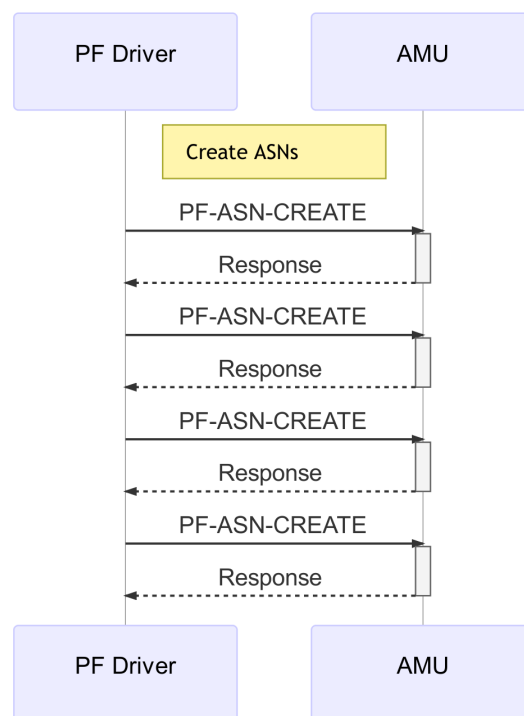 PF Driver
AMU
Create ASNs
PF-ASN-CREATE
Response
PF-ASN-CREATE
Response
PF-ASN-CREATE
Response
PF-ASN-CREATE
Response
PF Driver
AMU